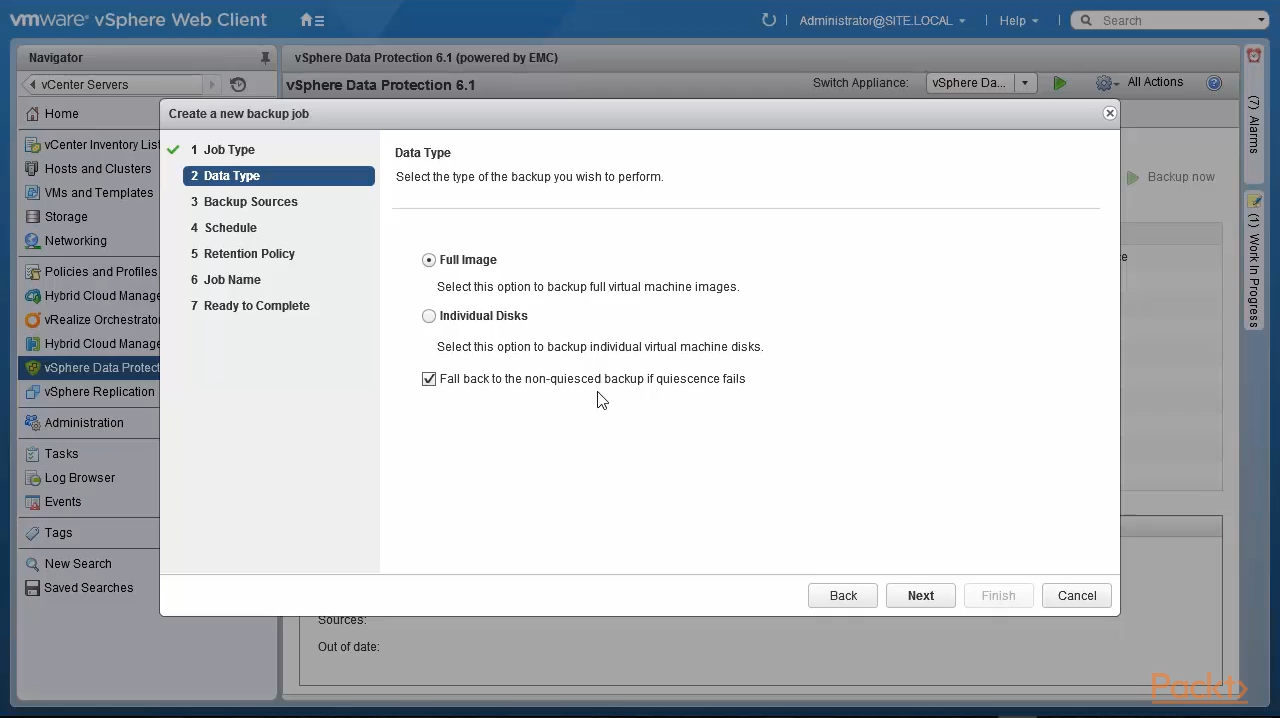 vmware® vSphere Web Client
Administrator@SITE.LOCAL
Help
Search
Navigator
vCenter Servers
Home
vCenter Inventory List
Hosts and Clusters
VMs and Templates
Storage
Networking
Policies and Profiles
Hybrid Cloud Manage
vRealize Orchestrator
Hybrid Cloud Manage
vSphere Data Protect
vSphere Replication
Administration
Tasks
Log Browser
Events
Tags
New Search
Saved Searches
vSphere Data Protection 6.1 (powered by EMC)
vSphere Data Protection 6.1
Switch Appliance:
vSphere Da...
All Actions
Backup now
ce
Create a new backup job
1 Job Type
2 Data Type
3 Backup Sources
4 Schedule
5 Retention Policy
6 Job Name
7 Ready to Complete
Data Type
Select the type of the backup you wish to perform.
Full Image
Select this option to backup full virtual machine images.
Individual Disks
Select this option to backup individual virtual machine disks.
Fall back to the non-quiesced backup if quiescence fails
Back
Next
Finish
Cancel
Sources:
Out of date:
(7) Alarms
(1) Work In Progress
Packt